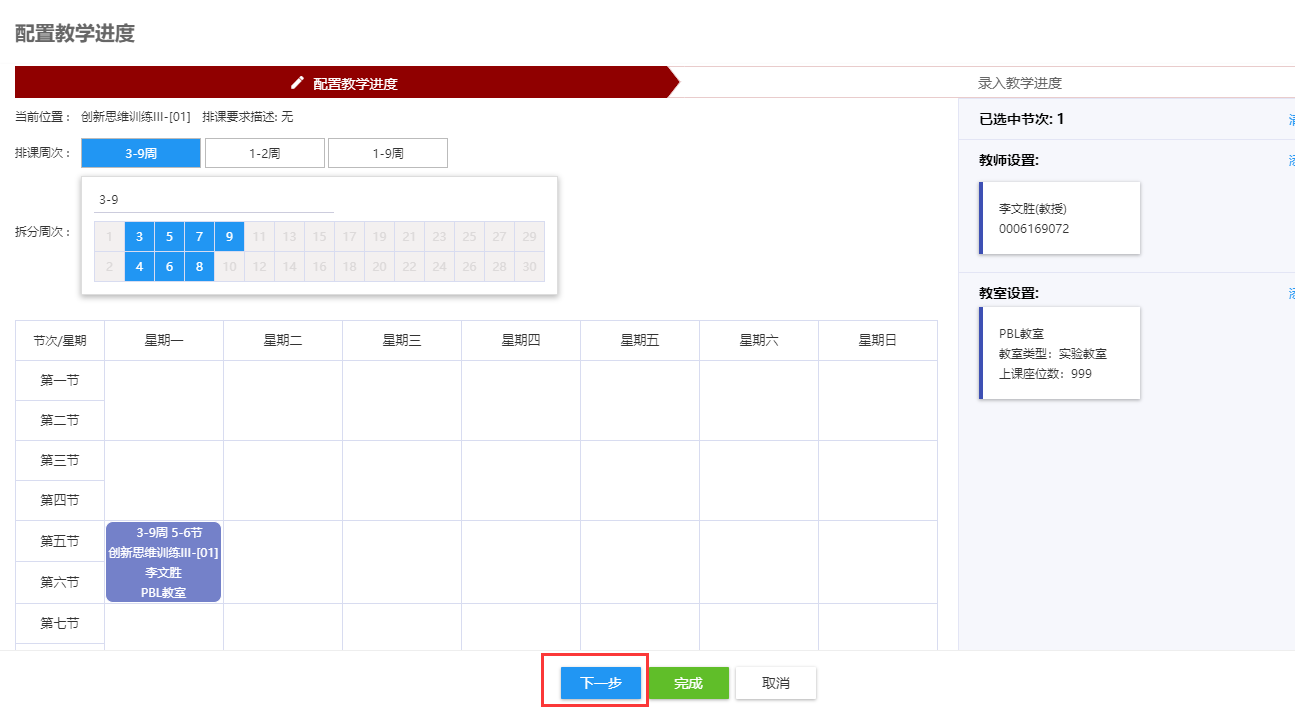 配置教学进度
配置教学进度
录入教学进度
当前位置： 创新思维训练III-[01] 排课要求描述: 无
排课周次： 3-9周 1-2周 1-9周
3-9
拆分周次：
1 3 5 7 9 11 13 15 17 19 21 23 25 27 29
2 4 6 8 10 12 14 16 18 20 22 24 26 28 30
节次/星期 星期一 星期二 星期三 星期四 星期五 星期六 星期日
第一节
第二节
第三节
第四节
第五节
第六节
第七节
3-9周 5-6节
创新思维训练III-[01]
李文胜
PBL教室
已选中节次: 1
教师设置:
李文胜(教授)
0006169072
教室设置:
PBL教室
教室类型：实验教室
上课座位数：999
下一步 完成 取消